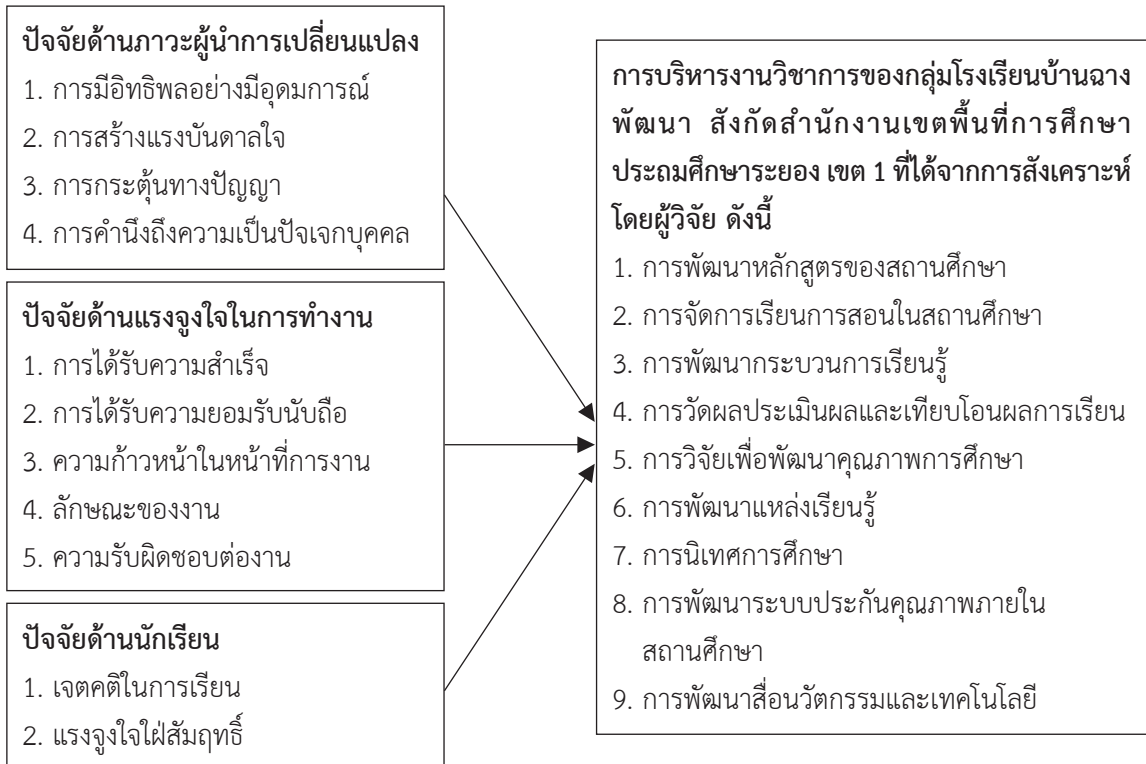 ปัจจัยด้านภาวะผู้นำการเปลี่ยนแปลง
1. การมีอิทธิพลอย่างมีอุดมการณ์
2. การสร้างแรงบันดาลใจ
3. การกระตุ้นทางปัญญา
4. การคำนึงถึงความเป็นปัจเจกบุคคล
ปัจจัยด้านแรงจูงใจในการทำงาน
1. การได้รับความสำเร็จ
2. การได้รับความยอมรับนับถือ
3. ความก้าวหน้าในหน้าที่การงาน
4. ลักษณะของงาน
5. ความรับผิดชอบต่องาน
ปัจจัยด้านนักเรียน
1. เจตคติในการเรียน
2. แรงจูงใจใฝ่สัมฤทธิ์
การบริหารงานวิชาการของกลุ่มโรงเรียนบ้านฉาง
พัฒนา สังกัดสำนักงานเขตพื้นที่การศึกษา
ประถมศึกษาระยอง เขต 1 ที่ได้จากการสังเคราะห์
โดยผู้วิจัย ดังนี้
1. การพัฒนาหลักสูตรของสถานศึกษา
2. การจัดการเรียนการสอนในสถานศึกษา
3. การพัฒนากระบวนการเรียนรู้
4. การวัดผลประเมินผลและเทียบโอนผลการเรียน
5. การวิจัยเพื่อพัฒนาคุณภาพการศึกษา
6. การพัฒนาแหล่งเรียนรู้
7. การนิเทศการศึกษา
8. การพัฒนาระบบประกันคุณภาพภายใน
สถานศึกษา
9. การพัฒนาสื่อนวัตกรรมและเทคโนโลยี